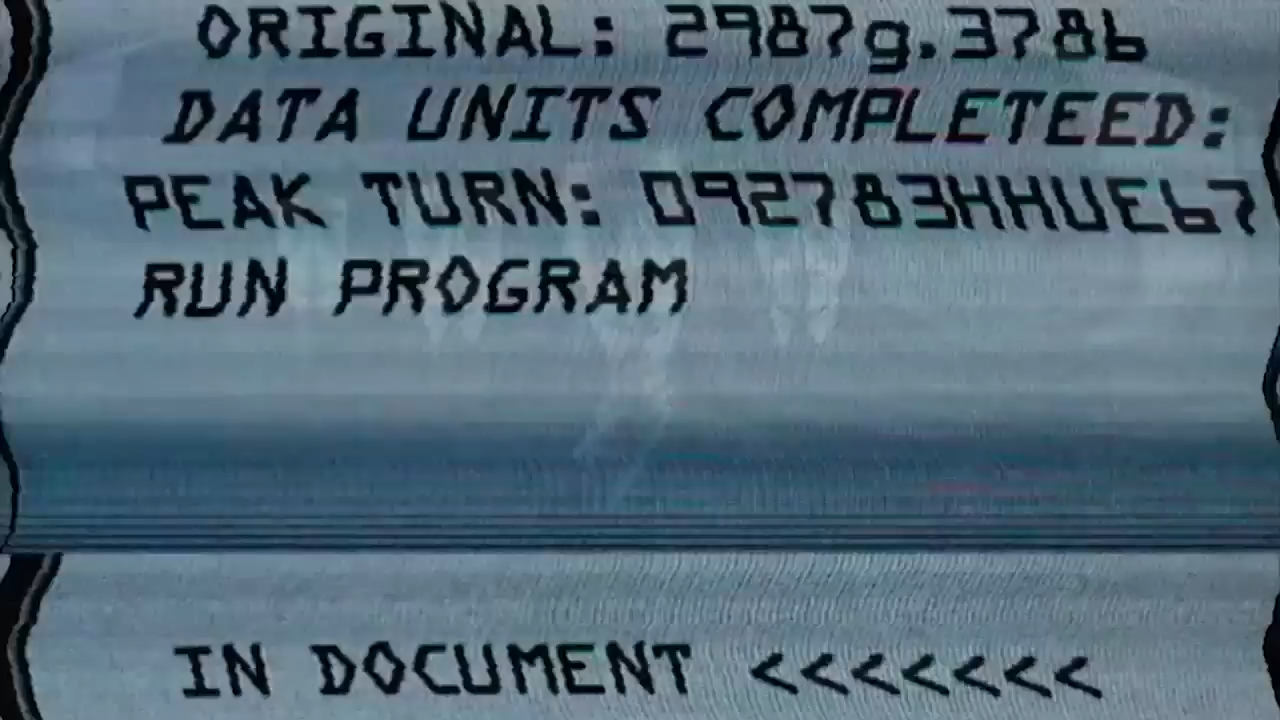 ORIGINAL: 2987g.3786
DATA UNITS COMPLETEED:
PEAK TURN: 092783HHUE67
RUN PROGRAM
IN DOCUMENT <<<<<<<